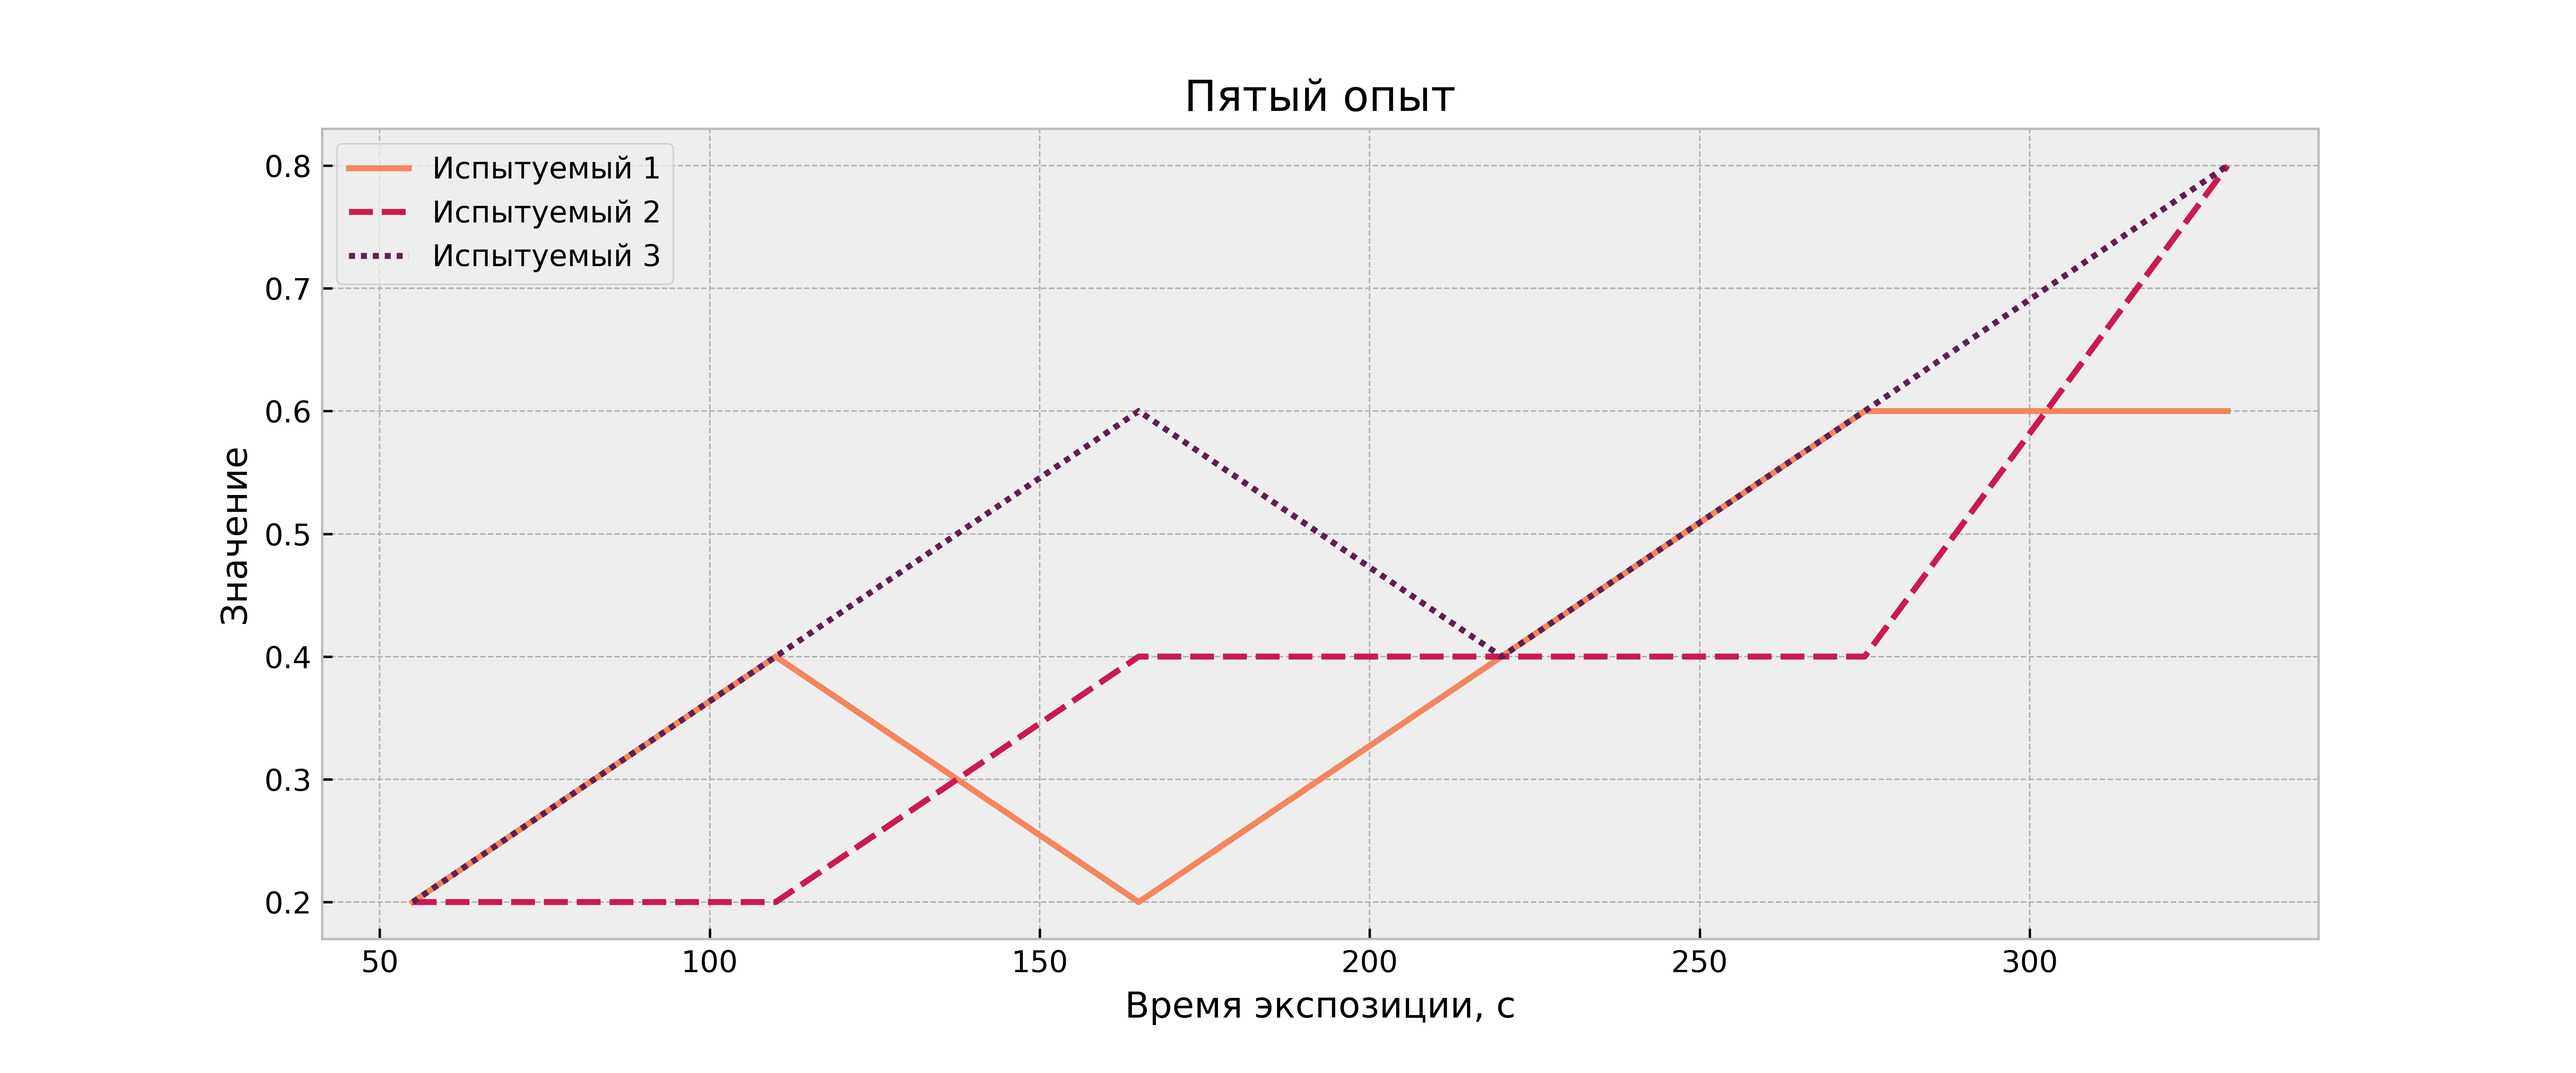 Пятый опыт
Испытуемый 1
Испытуемый 2
Испытуемый 3
0.8
0.7
0.6
0.5
0.4
0.3
0.2
Значение
50 100 150 200 250 300
Время экспозиции, с